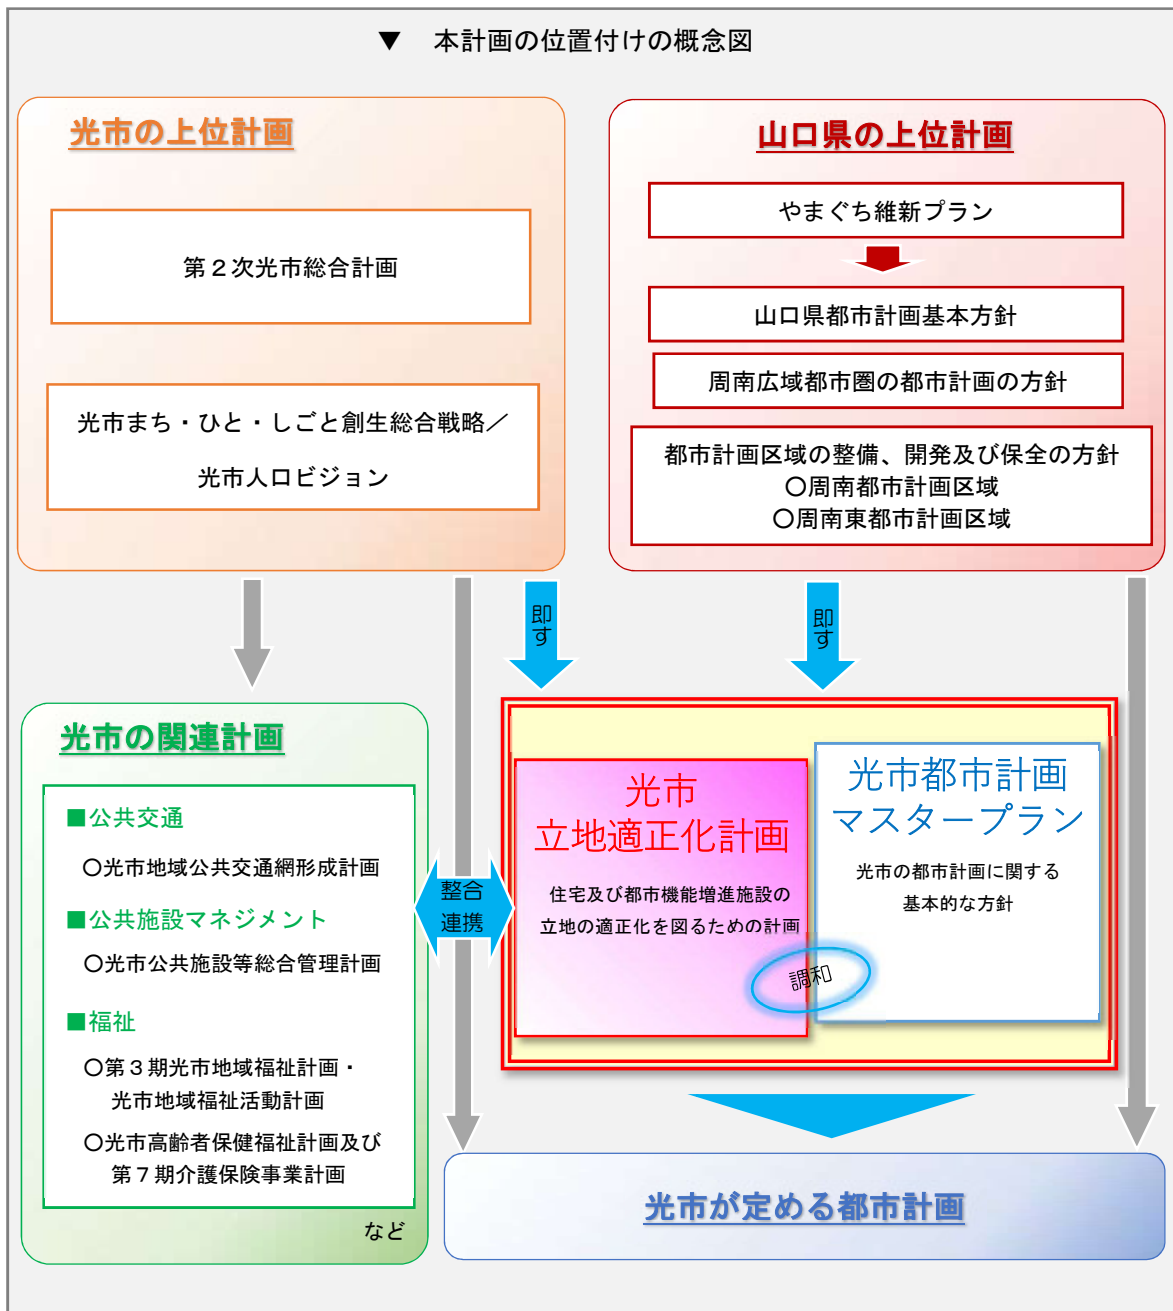 ▼ 本計画の位置付けの概念図
光市の上位計画
第２次光市総合計画
光市まち・ひと・しごと創生総合戦略／
光市人口ビジョン
山口県の上位計画
やまぐち維新プラン
山口県都市計画基本方針
周南広域都市圏の都市計画の方針
都市計画区域の整備、開発及び保全の方針
〇周南都市計画区域
〇周南東都市計画区域
即す
即す
光市の関連計画
■公共交通
〇光市地域公共交通網形成計画
■公共施設マネジメント
〇光市公共施設等総合管理計画
■福祉
〇第３期光市地域福祉計画・
光市地域福祉活動計画
〇光市高齢者保健福祉計画及び
第７期介護保険事業計画
など
整合
連携
光市
立地適正化計画
住宅及び都市機能増進施設の
立地の適正化を図るための計画
光市都市計画
マスタープラン
光市の都市計画に関する
基本的な方針
調和
光市が定める都市計画